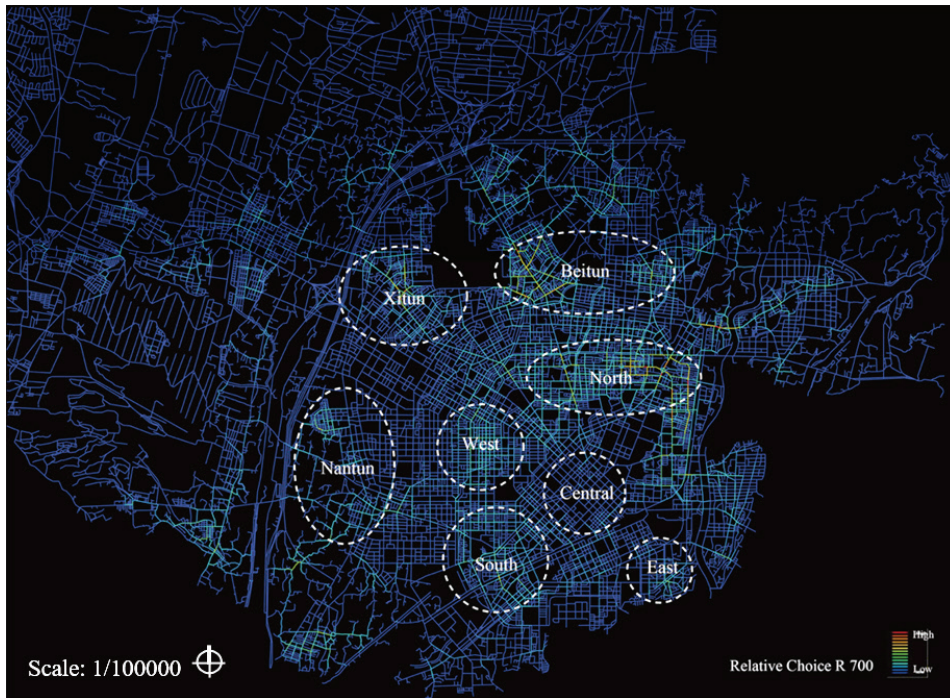 Beitun
Xitun
North
West
Nantun
Central
South
East
Scale: 1/100000
Relative Choice R 700
High
Low